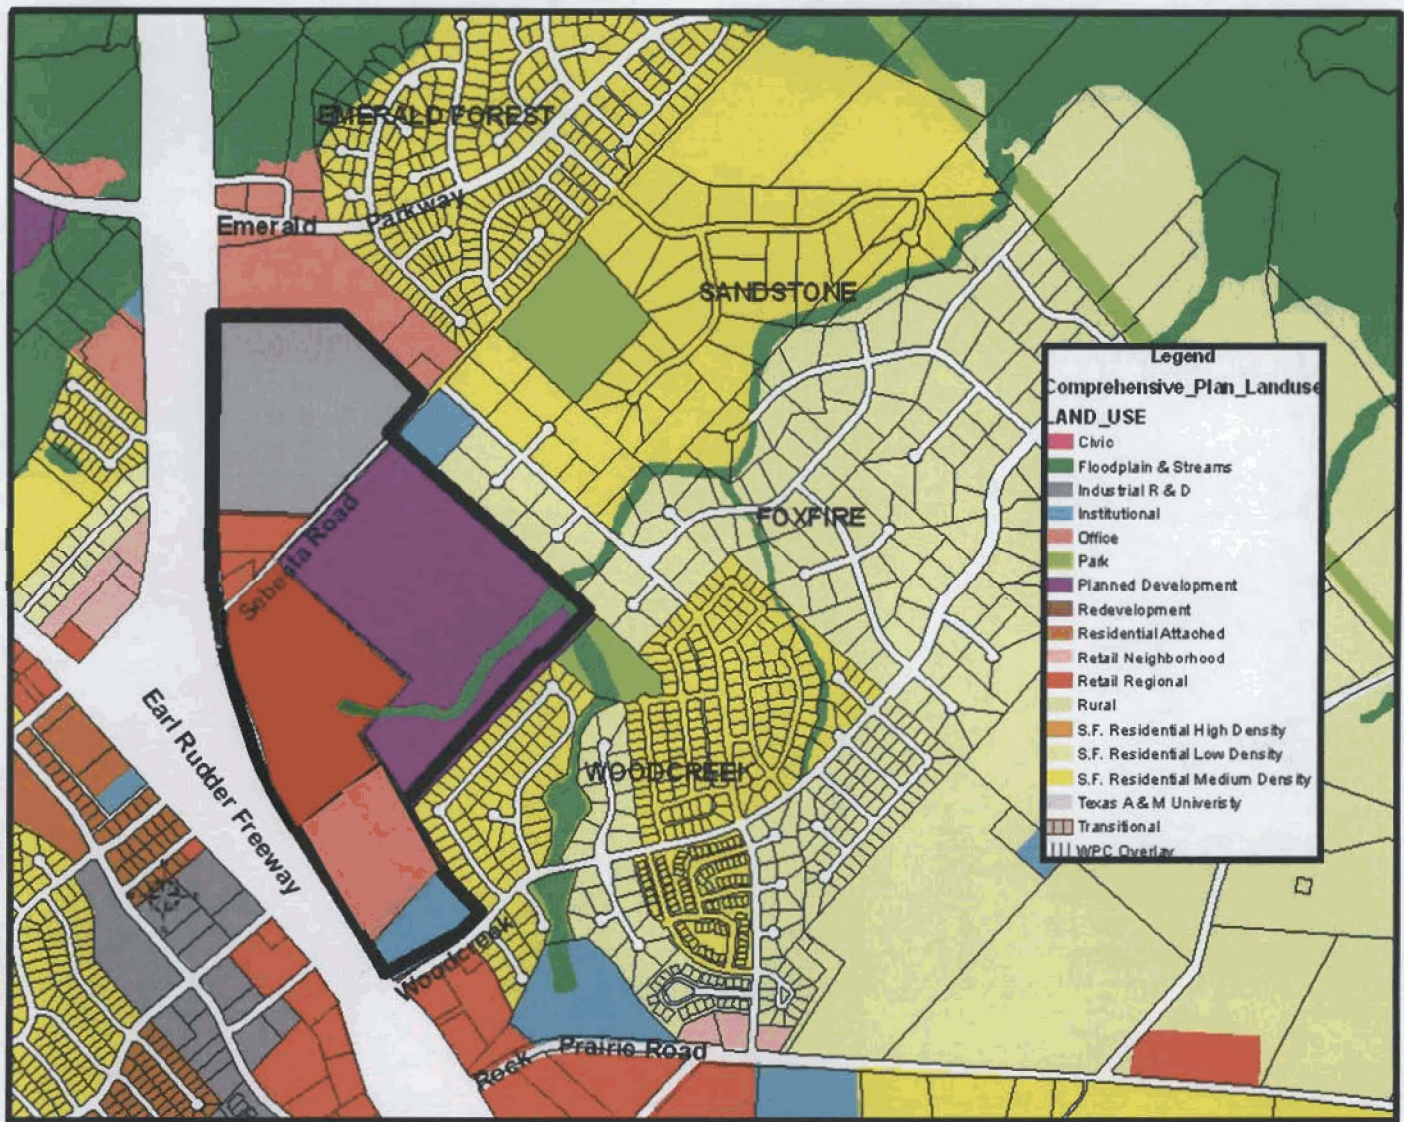 EMERALD FOREST
Emerald Parkway
SANDSTONE
Legend
Comprehensive_Plan_Landuse
LAND_USE
Civic
Floodplain & Streams
Industrial R & D
Institutional
Office
Park
Planned Development
Redevelopment
Residential Attached
Retail Neighborhood
Retail Regional
Rural
S.F. Residential High Density
S.F. Residential Low Density
S.F. Residential Medium Density
Texas A & M Univeristy
Transitional
WPC Overlay
Sebesta Road
FOXFIRE
Earl Rudder Freeway
WOODCREEK
Woodcreek
Rock Prairie Road